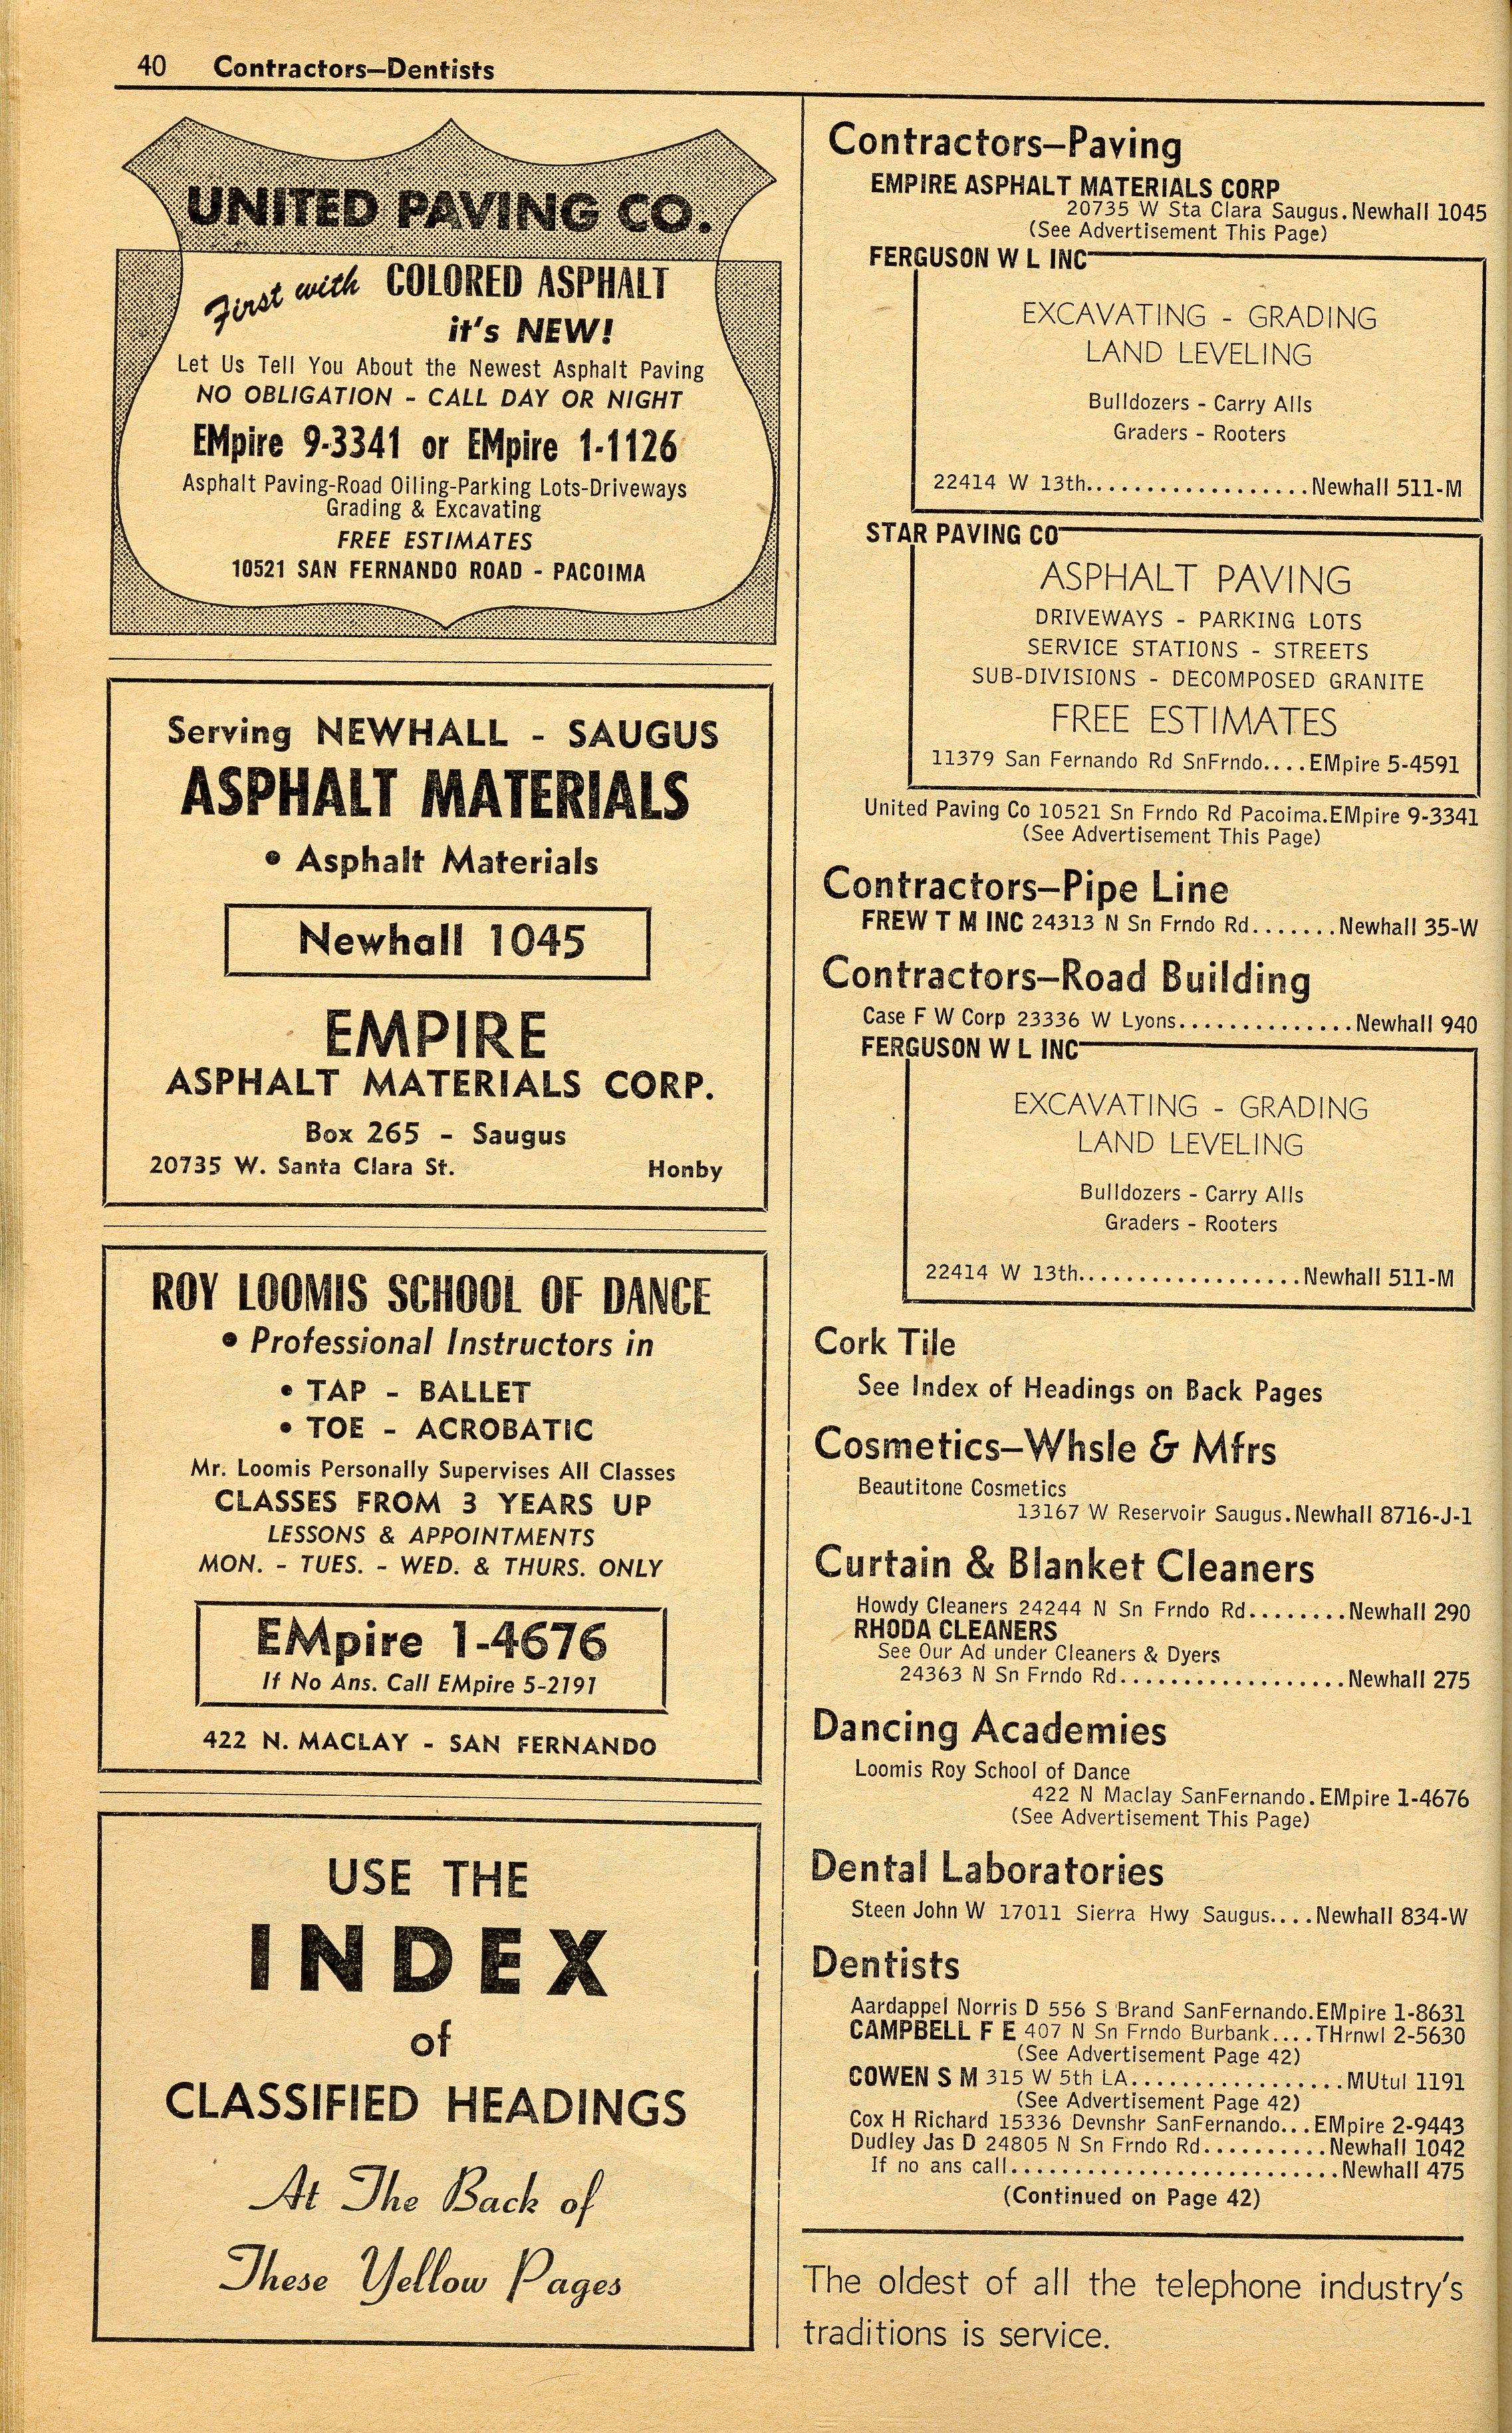 40 Contractors—Dentists
UNITED PAVING CO.
First with COLORED ASPHALT
it's NEW!
Let Us Tell You About the Newest Asphalt Paving
NO OBLIGATION - CALL DAY OR NIGHT
EMpire 9-3341 or EMpire 1-1126
Asphalt Paving-Road Oiling-Parking Lots-Driveways
Grading & Excavating
FREE ESTIMATES
10521 SAN FERNANDO ROAD - PACOIMA
Serving NEWHALL - SAUGUS
ASPHALT MATERIALS
• Asphalt Materials
Newhall 1045
EMPIRE
ASPHALT MATERIALS CORP.
Box 265 - Saugus
20735 W. Santa Clara St. Honby
ROY LOOMIS SCHOOL OF DANCE
• Professional Instructors in
• TAP - BALLET
• TOE - ACROBATIC
Mr. Loomis Personally Supervises All Classes
CLASSES FROM 3 YEARS UP
LESSONS & APPOINTMENTS
MON. - TUES. - WED. & THURS. ONLY
EMpire 1-4676
If No Ans. Call EMpire 5-2191
422 N. MACLAY - SAN FERNANDO
USE THE
INDEX
of
CLASSIFIED HEADINGS
At The Back of
These Yellow Pages
Contractors—Paving
EMPIRE ASPHALT MATERIALS CORP
20735 W Sta Clara Saugus.Newhall 1045
(See Advertisement This Page)
FERGUSON W L INC
EXCAVATING - GRADING
LAND LEVELING
Bulldozers - Carry Alls
Graders - Rooters
22414 W 13th...................Newhall 511-M
STAR PAVING CO
ASPHALT PAVING
DRIVEWAYS - PARKING LOTS
SERVICE STATIONS - STREETS
SUB-DIVISIONS - DECOMPOSED GRANITE
FREE ESTIMATES
11379 San Fernando Rd SnFrndo....EMpire 5-4591
United Paving Co 10521 Sn Frndo Rd Pacoima.EMpire 9-3341
(See Advertisement This Page)
Contractors—Pipe Line
FREW T M INC 24313 N Sn Frndo Rd.......Newhall 35-W
Contractors—Road Building
Case F W Corp 23336 W Lyons..............Newhall 940
FERGUSON W L INC
EXCAVATING - GRADING
LAND LEVELING
Bulldozers - Carry Alls
Graders - Rooters
22414 W 13th..................Newhall 511-M
Cork Tile
See Index of Headings on Back Pages
Cosmetics—Whsle & Mfrs
Beautitone Cosmetics
13167 W Reservoir Saugus.Newhall 8716-J-1
Curtain & Blanket Cleaners
Howdy Cleaners 24244 N Sn Frndo Rd........Newhall 290
RHODA CLEANERS
See Our Ad under Cleaners & Dyers
24363 N Sn Frndo Rd..................Newhall 275
Dancing Academies
Loomis Roy School of Dance
422 N Maclay SanFernando.EMpire 1-4676
(See Advertisement This Page)
Dental Laboratories
Steen John W 17011 Sierra Hwy Saugus....Newhall 834-W
Dentists
Aardappel Norris D 556 S Brand SanFernando.EMpire 1-8631
CAMPBELL F E 407 N Sn Frndo Burbank....THrnwl 2-5630
(See Advertisement Page 42)
COWEN S M 315 W 5th LA.................MUtul 1191
(See Advertisement Page 42)
Cox H Richard 15336 Devnshr SanFernando...EMpire 2-9443
Dudley Jas D 24805 N Sn Frndo Rd..........Newhall 1042
If no ans call..........................Newhall 475
(Continued on Page 42)
The oldest of all the telephone industry's
traditions is service.